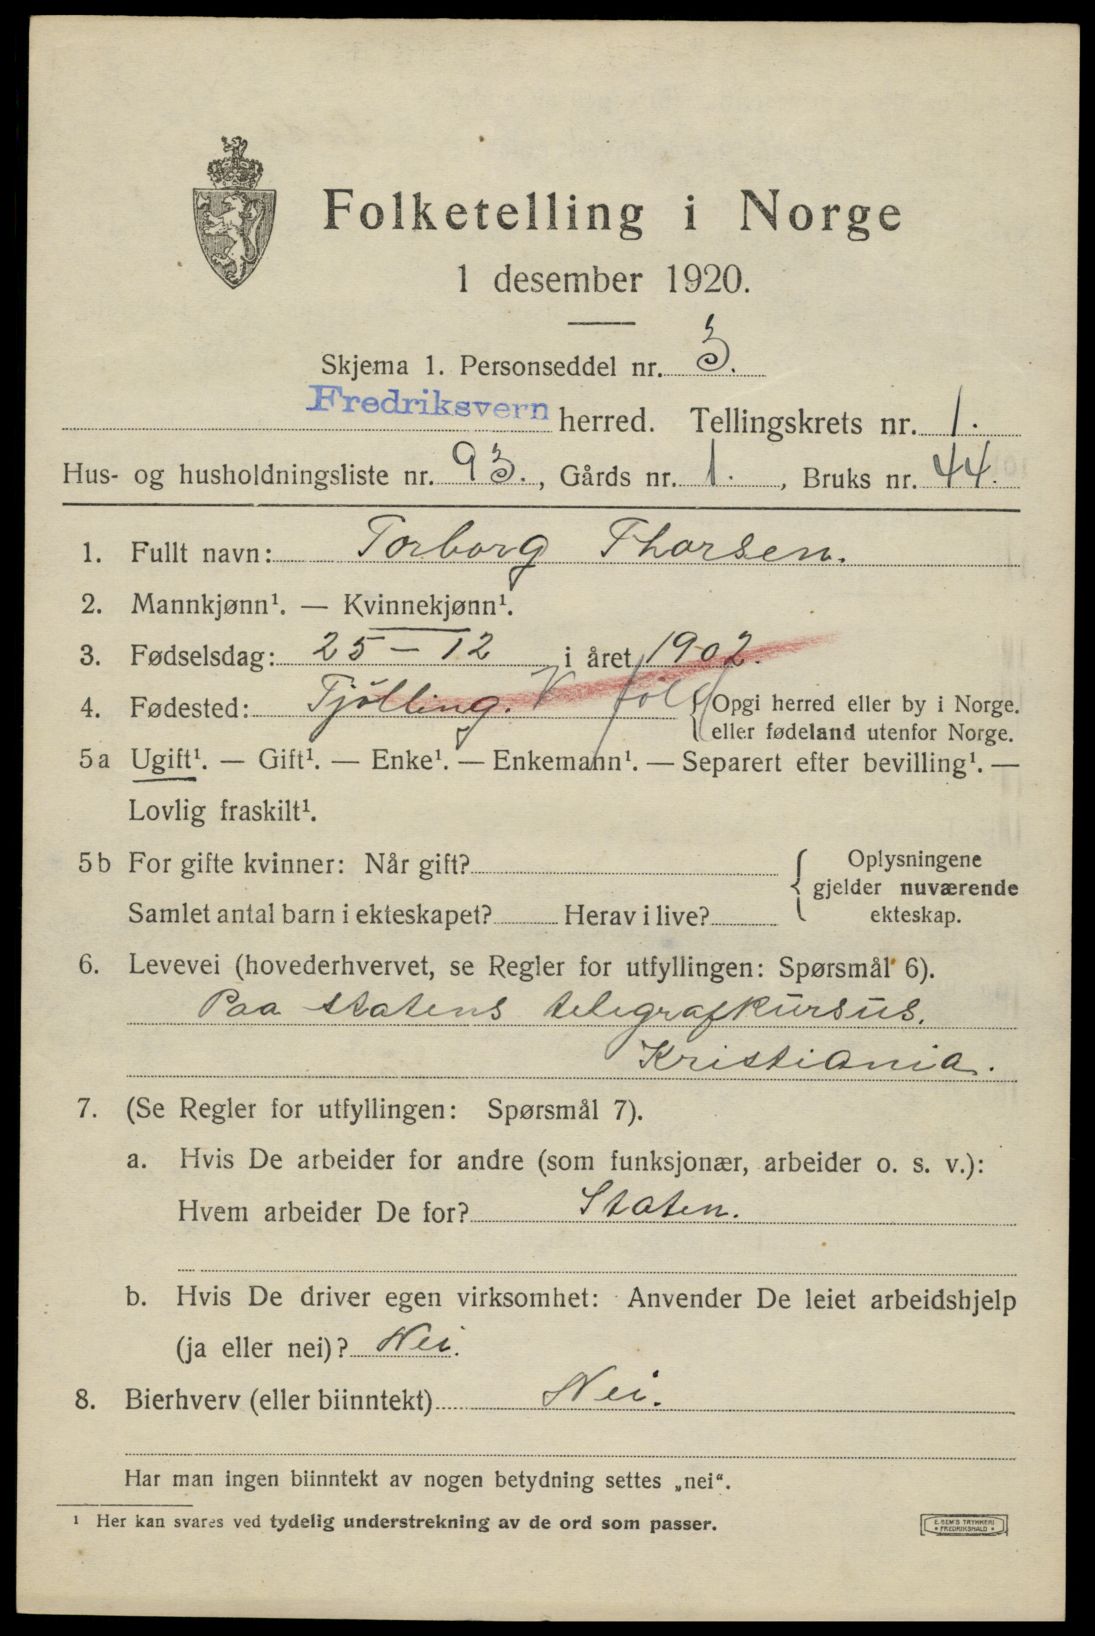 Folketelling i Norge
1 desember 1920.
Skjema 1. Personseddel nr. 3.
Fredriksvern herred. Tellingskrets nr. 1.
Hus- og husholdningsliste nr. 93., Gårds nr. 1., Bruks nr. 44.
1. Fullt navn: Torborg Thorsen.
2. Mannkjønn¹. — Kvinnekjønn¹.
3. Fødselsdag: 25 – 12 i året 1902.
4. Fødested: Tjølling. V fold { Opgi herred eller by i Norge.
eller fødeland utenfor Norge.
5 a Ugift¹. — Gift¹. — Enke¹. — Enkemann¹. — Separert efter bevilling¹. —
Lovlig fraskilt¹.
5 b For gifte kvinner: Når gift? { Oplysningene
gjelder nuværende
Samlet antal barn i ekteskapet? Herav i live? ekteskap.
6. Levevei (hovederhvervet, se Regler for utfyllingen: Spørsmål 6).
Paa statens telegrafkursus.
Kristiania.
7. (Se Regler for utfyllingen: Spørsmål 7).
a. Hvis De arbeider for andre (som funksjonær, arbeider o. s. v.):
Hvem arbeider De for? Staten.
b. Hvis De driver egen virksomhet: Anvender De leiet arbeidshjelp
(ja eller nei)? Nei.
8. Bierhverv (eller biinntekt) Nei.
Har man ingen biinntekt av nogen betydning settes „nei“.
¹ Her kan svares ved tydelig understrekning av de ord som passer.
E. SEM'S TRYKKERI
• FREDRIKSHALD •